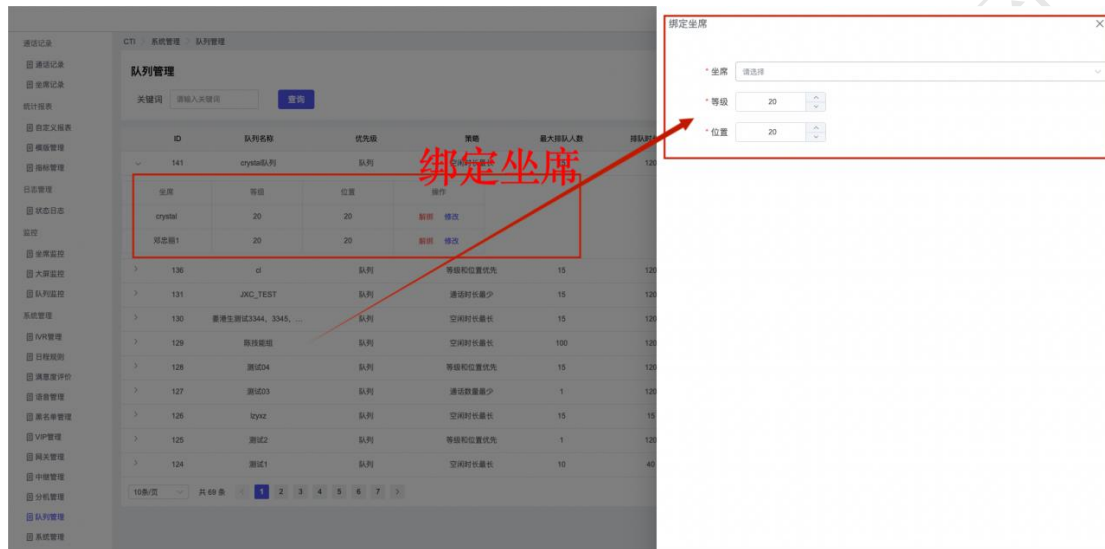 绑定坐席
通话记录
CTI 系统管理 队列管理
通话记录
坐席记录
队列管理
* 坐席 请选择
统计报表
关键词 请输入关键词 查询
* 等级 20
自定义报表
* 位置 20
模版管理
ID 队列名称 优先级 策略 最大排队人数
指标管理
141 crystal队列 队列 空闲时长最长 120
绑定坐席
日志管理
坐席 等级 位置 操作
状态日志
crystal 20 20 解绑 修改
监控
20 20 解绑 修改
坐席监控
大屏监控
136 cl 队列 等级和位置优先 15 120
队列监控
131 JXC_TEST 队列 通话时长最少 15 120
系统管理
130 队列 空闲时长最长 15 120
IVR管理
129 队列 空闲时长最长 100 120
日程规则
128 测试04 队列 等级和位置优先 15 120
满意度评价
127 测试03 队列 通话数量最少 1 120
语音管理
黑名单管理
126 lzyxz 队列 空闲时长最长 15 15
VIP管理
125 测试2 队列 等级和位置优先 1 120
网关管理
124 测试1 队列 空闲时长最长 10 40
中继管理
10条/页 共 69 条 1 2 3 4 5 6 7
分机管理
队列管理
系统管理